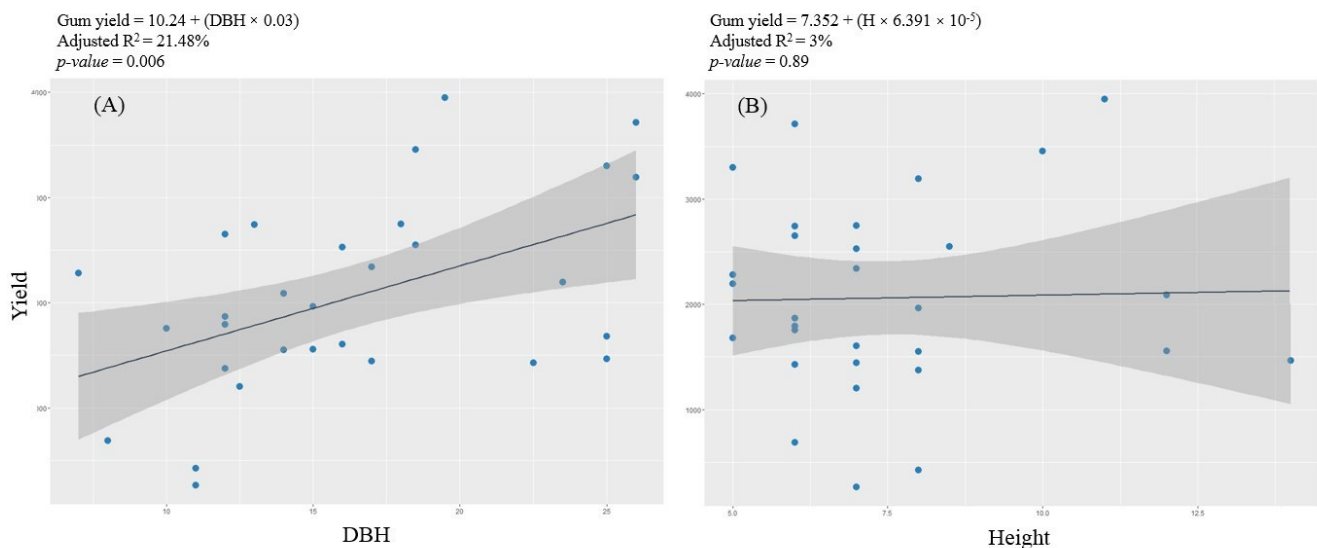 Gum yield = 10.24 + (DBH × 0.03)
Adjusted R² = 21.48%
p-value = 0.006
Gum yield = 7.352 + (H × 6.391 × 10⁻⁵)
Adjusted R² = 3%
p-value = 0.89
(A)
Yield
10
15
20
25
DBH
(B)
4000
3000
2000
1000
5.0
7.5
10.0
12.5
Height